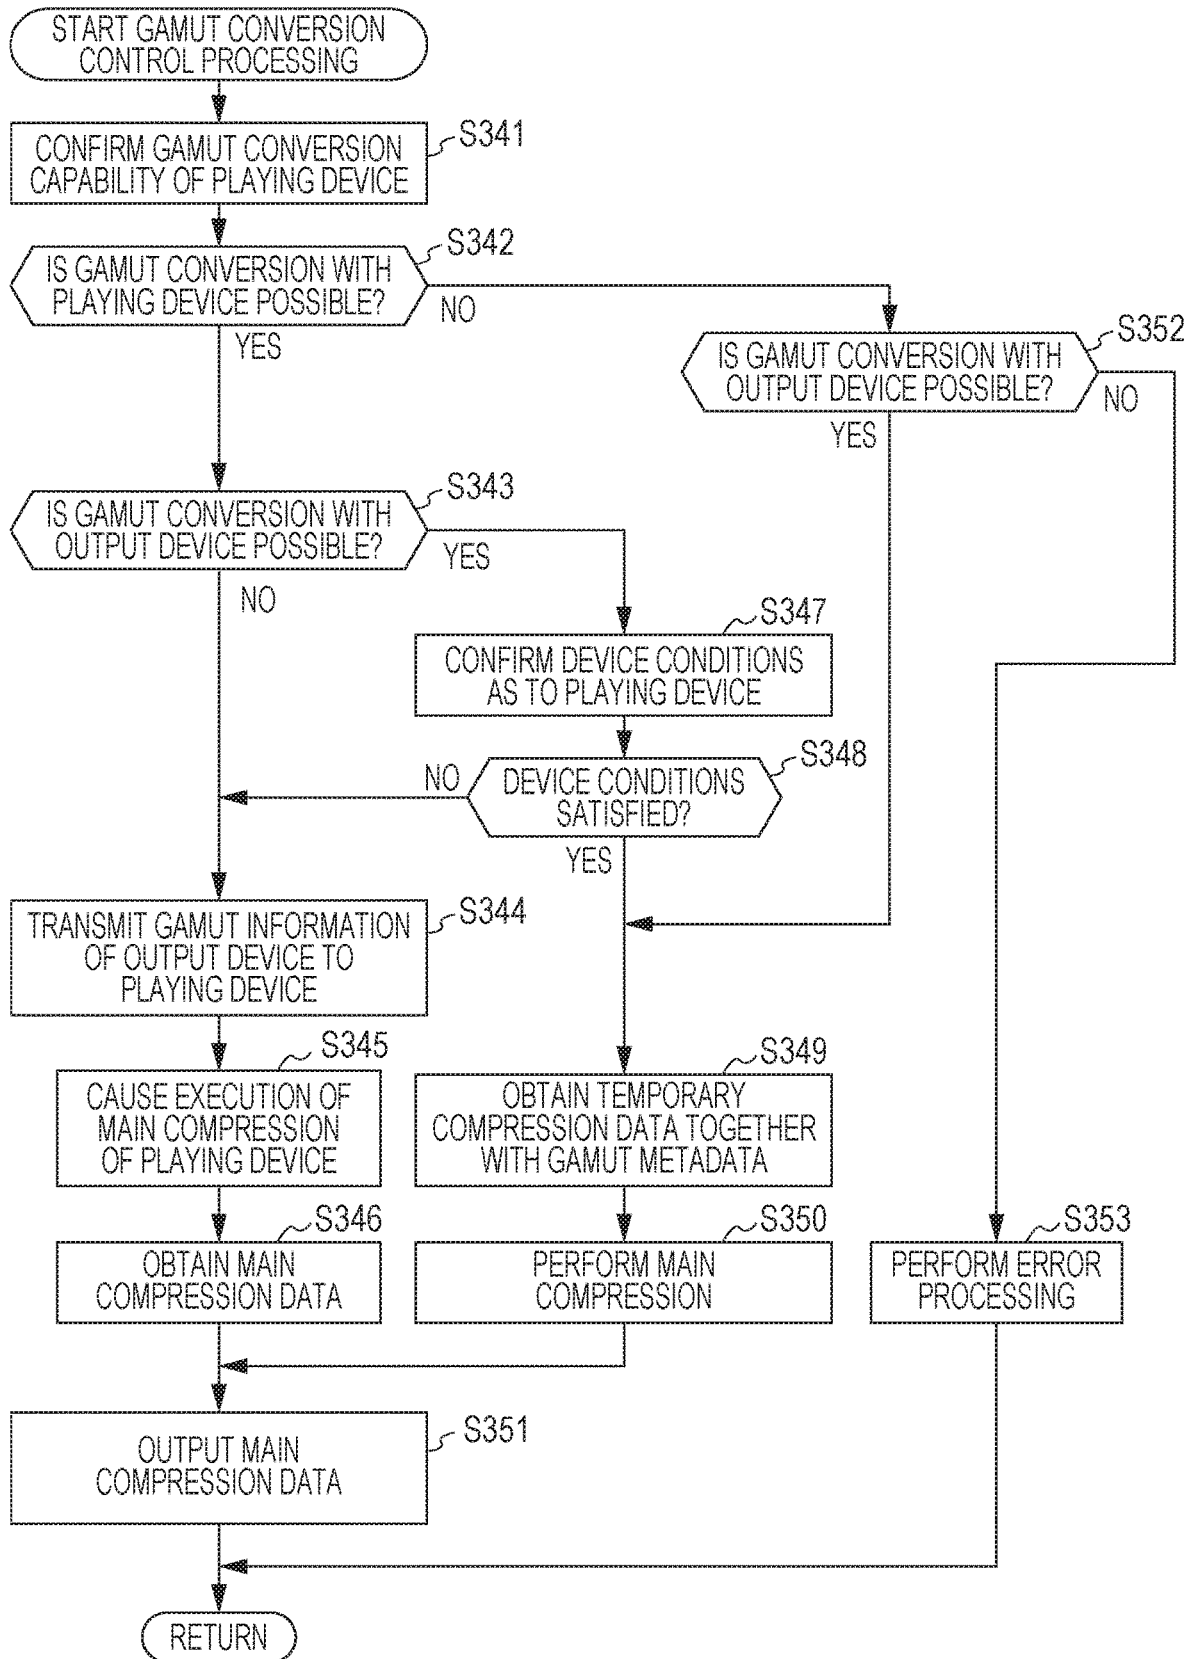 START GAMUT CONVERSION
CONTROL PROCESSING
S341
CONFIRM GAMUT CONVERSION
CAPABILITY OF PLAYING DEVICE
S342
IS GAMUT CONVERSION WITH
PLAYING DEVICE POSSIBLE?
NO
YES
S352
IS GAMUT CONVERSION WITH
OUTPUT DEVICE POSSIBLE?
NO
YES
S343
IS GAMUT CONVERSION WITH
OUTPUT DEVICE POSSIBLE?
YES
NO
S347
CONFIRM DEVICE CONDITIONS
AS TO PLAYING DEVICE
S348
NO
DEVICE CONDITIONS
SATISFIED?
YES
S344
TRANSMIT GAMUT INFORMATION
OF OUTPUT DEVICE TO
PLAYING DEVICE
S345
CAUSE EXECUTION OF
MAIN COMPRESSION
OF PLAYING DEVICE
S349
OBTAIN TEMPORARY
COMPRESSION DATA TOGETHER
WITH GAMUT METADATA
S346
OBTAIN MAIN
COMPRESSION DATA
S350
PERFORM MAIN
COMPRESSION
S353
PERFORM ERROR
PROCESSING
S351
OUTPUT MAIN
COMPRESSION DATA
RETURN